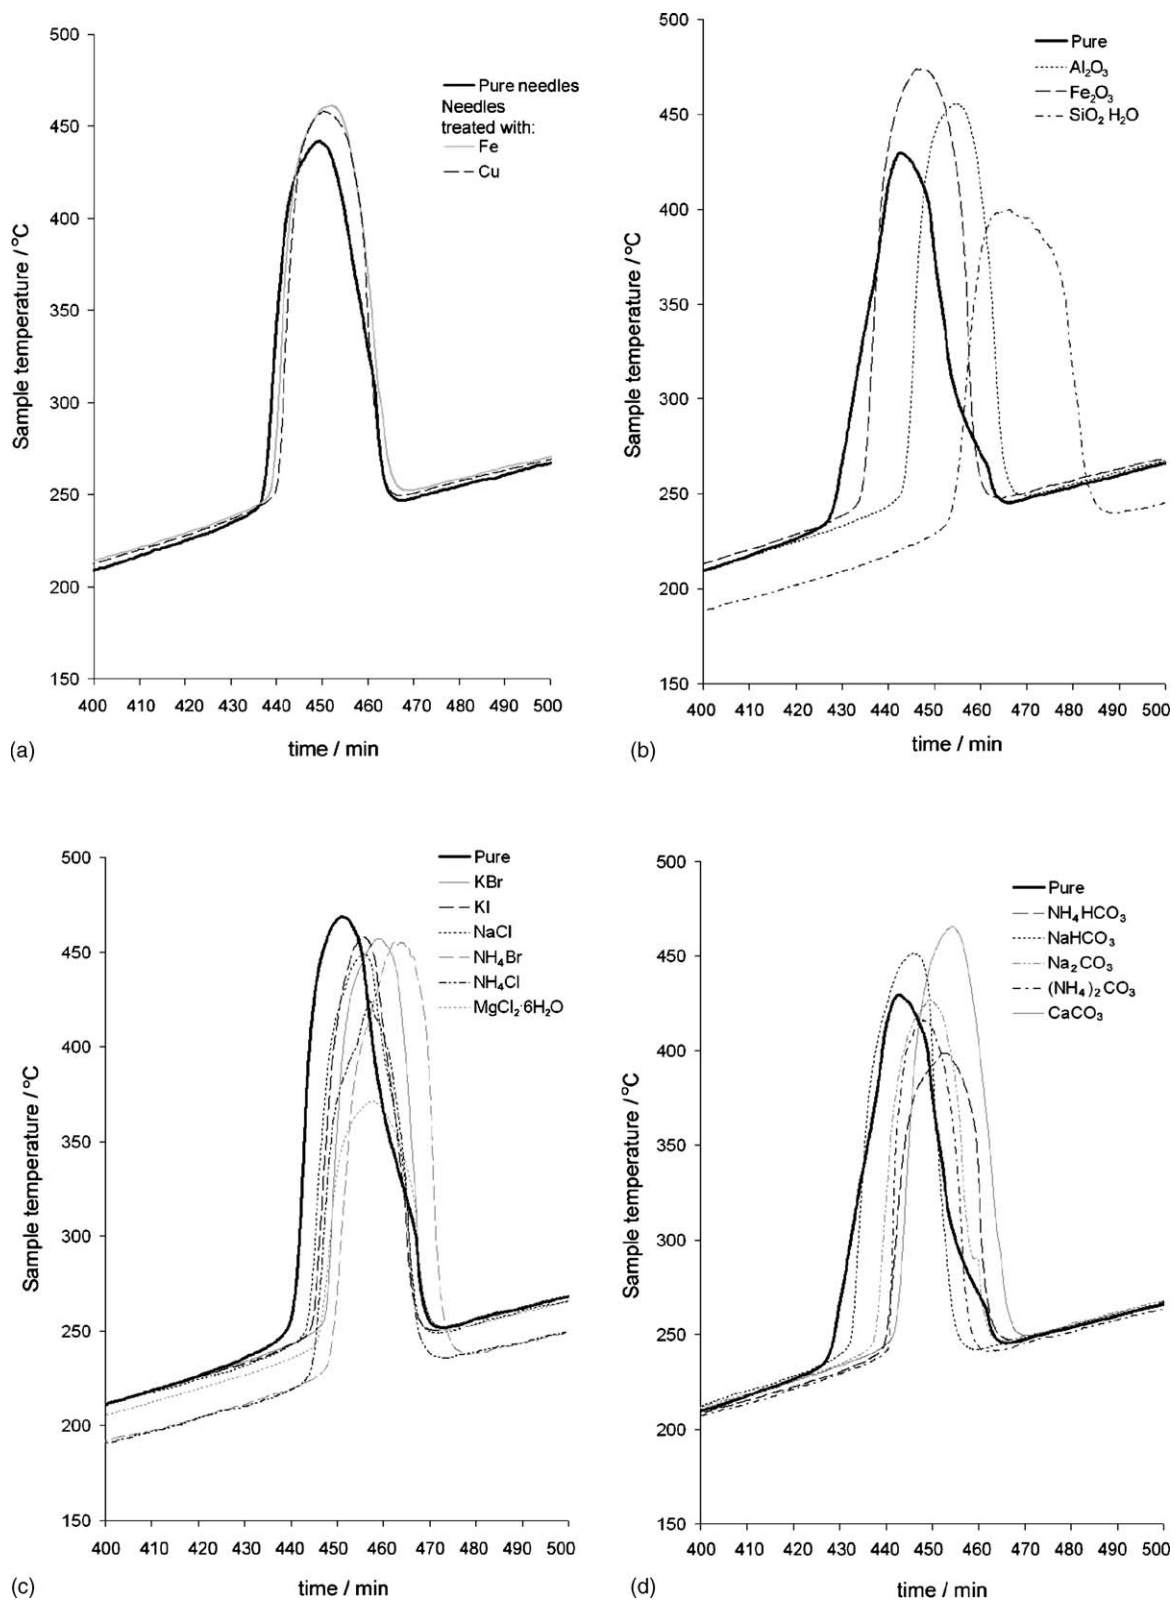 500
450
400
350
300
250
200
150
Sample temperature / °C
Pure needles
Needles
treated with:
Fe
Cu
400 410 420 430 440 450 460 470 480 490 500
time / min
(a)
500
450
400
350
300
250
200
150
Sample temperature / °C
Pure
Al₂O₃
Fe₂O₃
SiO₂ H₂O
400 410 420 430 440 450 460 470 480 490 500
time / min
(b)
500
450
400
350
300
250
200
150
Sample temperature / °C
Pure
KBr
KI
NaCl
NH₄Br
NH₄Cl
MgCl₂·6H₂O
400 410 420 430 440 450 460 470 480 490 500
time / min
(c)
500
450
400
350
300
250
200
150
Sample temperature / °C
Pure
NH₄HCO₃
NaHCO₃
Na₂CO₃
(NH₄)₂CO₃
CaCO₃
400 410 420 430 440 450 460 470 480 490 500
time / min
(d)